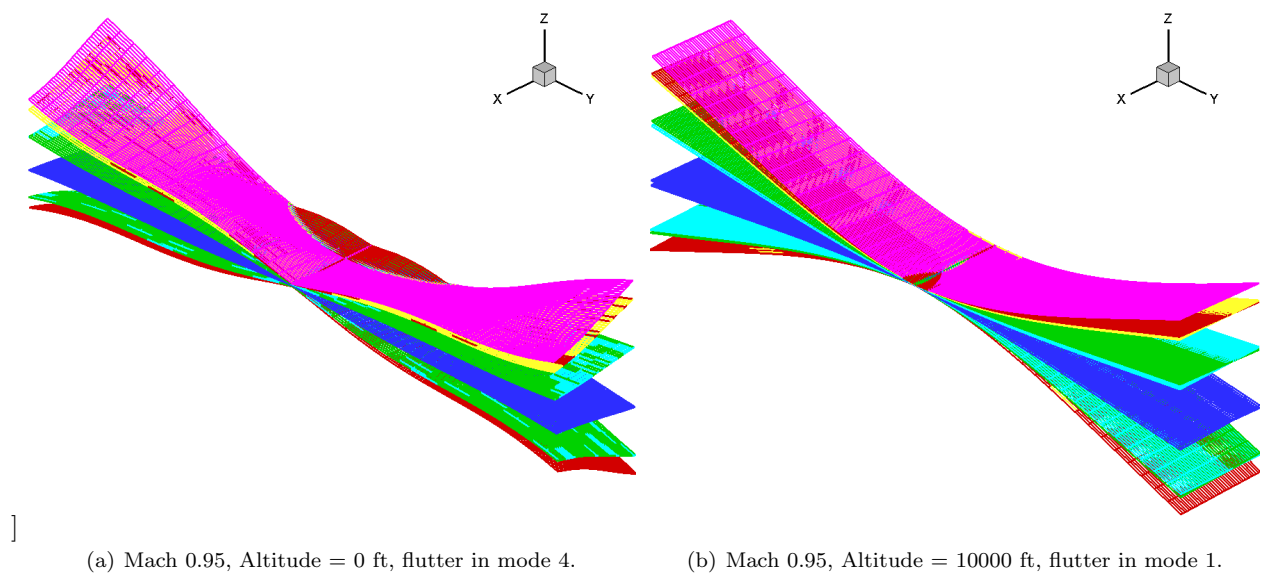 Z
X
Y
Z
X
Y
]
(a) Mach 0.95, Altitude = 0 ft, flutter in mode 4.
(b) Mach 0.95, Altitude = 10000 ft, flutter in mode 1.